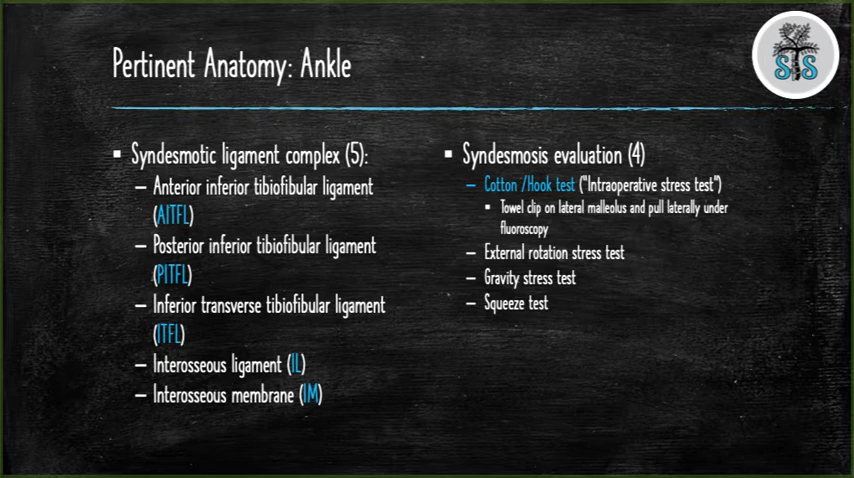 Pertinent Anatomy: Ankle
STS
▪ Syndesmotic ligament complex (5):
– Anterior inferior tibiofibular ligament
(AITFL)
– Posterior inferior tibiofibular ligament
(PITFL)
– Inferior transverse tibiofibular ligament
(ITFL)
– Interosseous ligament (IL)
– Interosseous membrane (IM)
▪ Syndesmosis evaluation (4)
– Cotton /Hook test ("Intraoperative stress test")
▪ Towel clip on lateral malleolus and pull laterally under
fluoroscopy
– External rotation stress test
– Gravity stress test
– Squeeze test